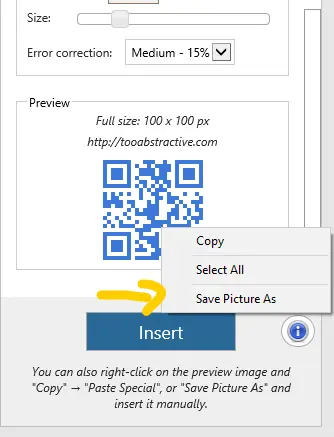 Size:
Error correction: Medium - 15%
Preview
Full size: 100 x 100 px
http://tooabstractive.com
Copy
Select All
Save Picture As
Insert
i
You can also right-click on the preview image and
"Copy" → "Paste Special", or "Save Picture As" and
insert it manually.